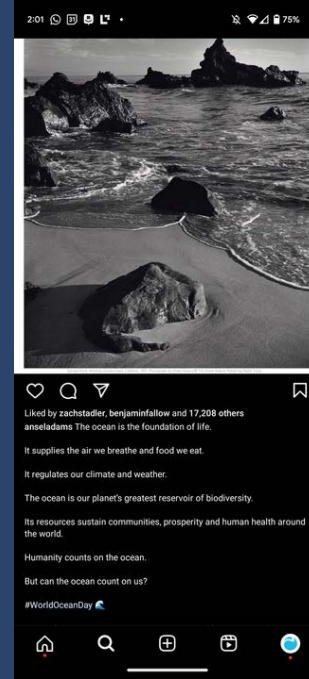 2:01
31
75%
Liked by zachstadler, benjaminfallow and 17,208 others
anseladams The ocean is the foundation of life.
It supplies the air we breathe and food we eat.
It regulates our climate and weather.
The ocean is our planet's greatest reservoir of biodiversity.
Its resources sustain communities, prosperity and human health around
the world.
Humanity counts on the ocean.
But can the ocean count on us?
#WorldOceanDay 🌊